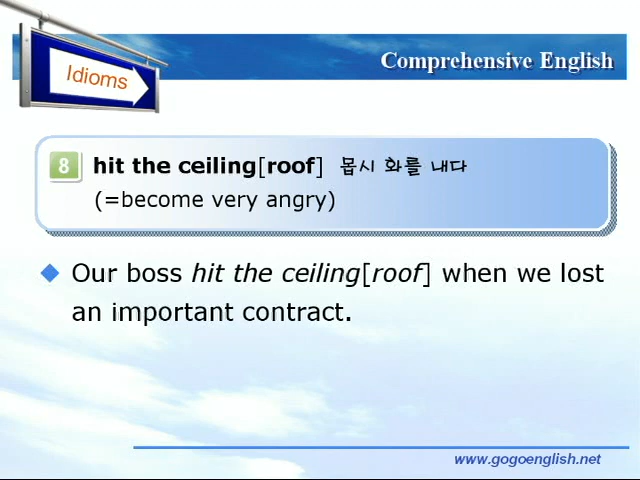 Idioms
Comprehensive English
8 hit the ceiling[roof] 몹시 화를 내다
(=become very angry)
Our boss hit the ceiling[roof] when we lost
an important contract.
www.gogoenglish.net